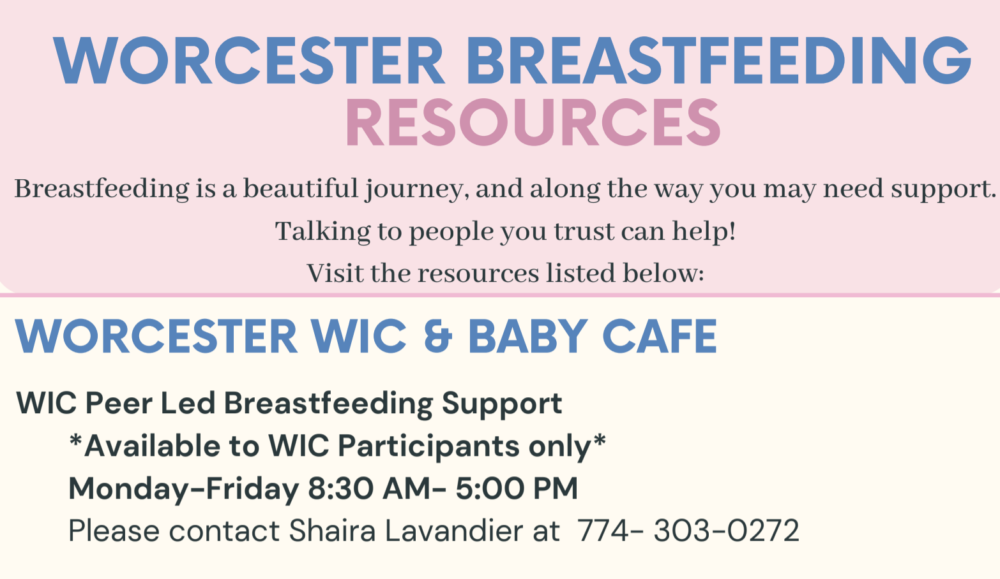 WORCESTER BREASTFEEDING
RESOURCES
Breastfeeding is a beautiful journey, and along the way you may need support.
Talking to people you trust can help!
Visit the resources listed below:
WORCESTER WIC & BABY CAFE
WIC Peer Led Breastfeeding Support
*Available to WIC Participants only*
Monday-Friday 8:30 AM- 5:00 PM
Please contact Shaira Lavandier at  774- 303-0272